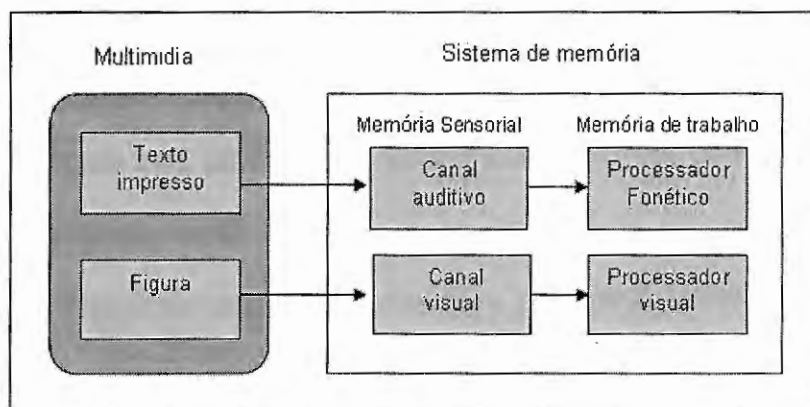 Multimidia
Sistema de memória
Memória Sensorial
Memória de trabalho
Texto
impresso
Canal
auditivo
Processador
Fonético
Figura
Canal
visual
Processador
visual